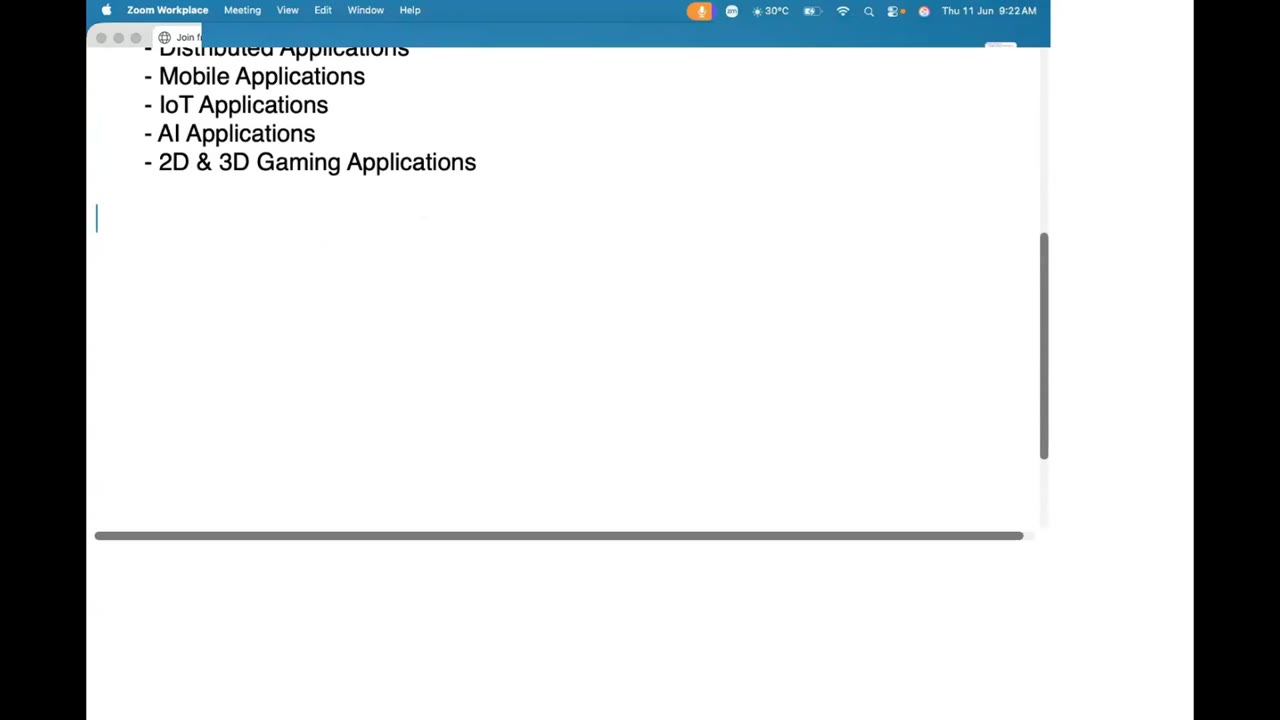 Zoom Workplace Meeting View Edit Window Help 30°C Thu 11 Jun 9:22 AM
Join
- Distributed Applications
- Mobile Applications
- IoT Applications
- AI Applications
- 2D & 3D Gaming Applications